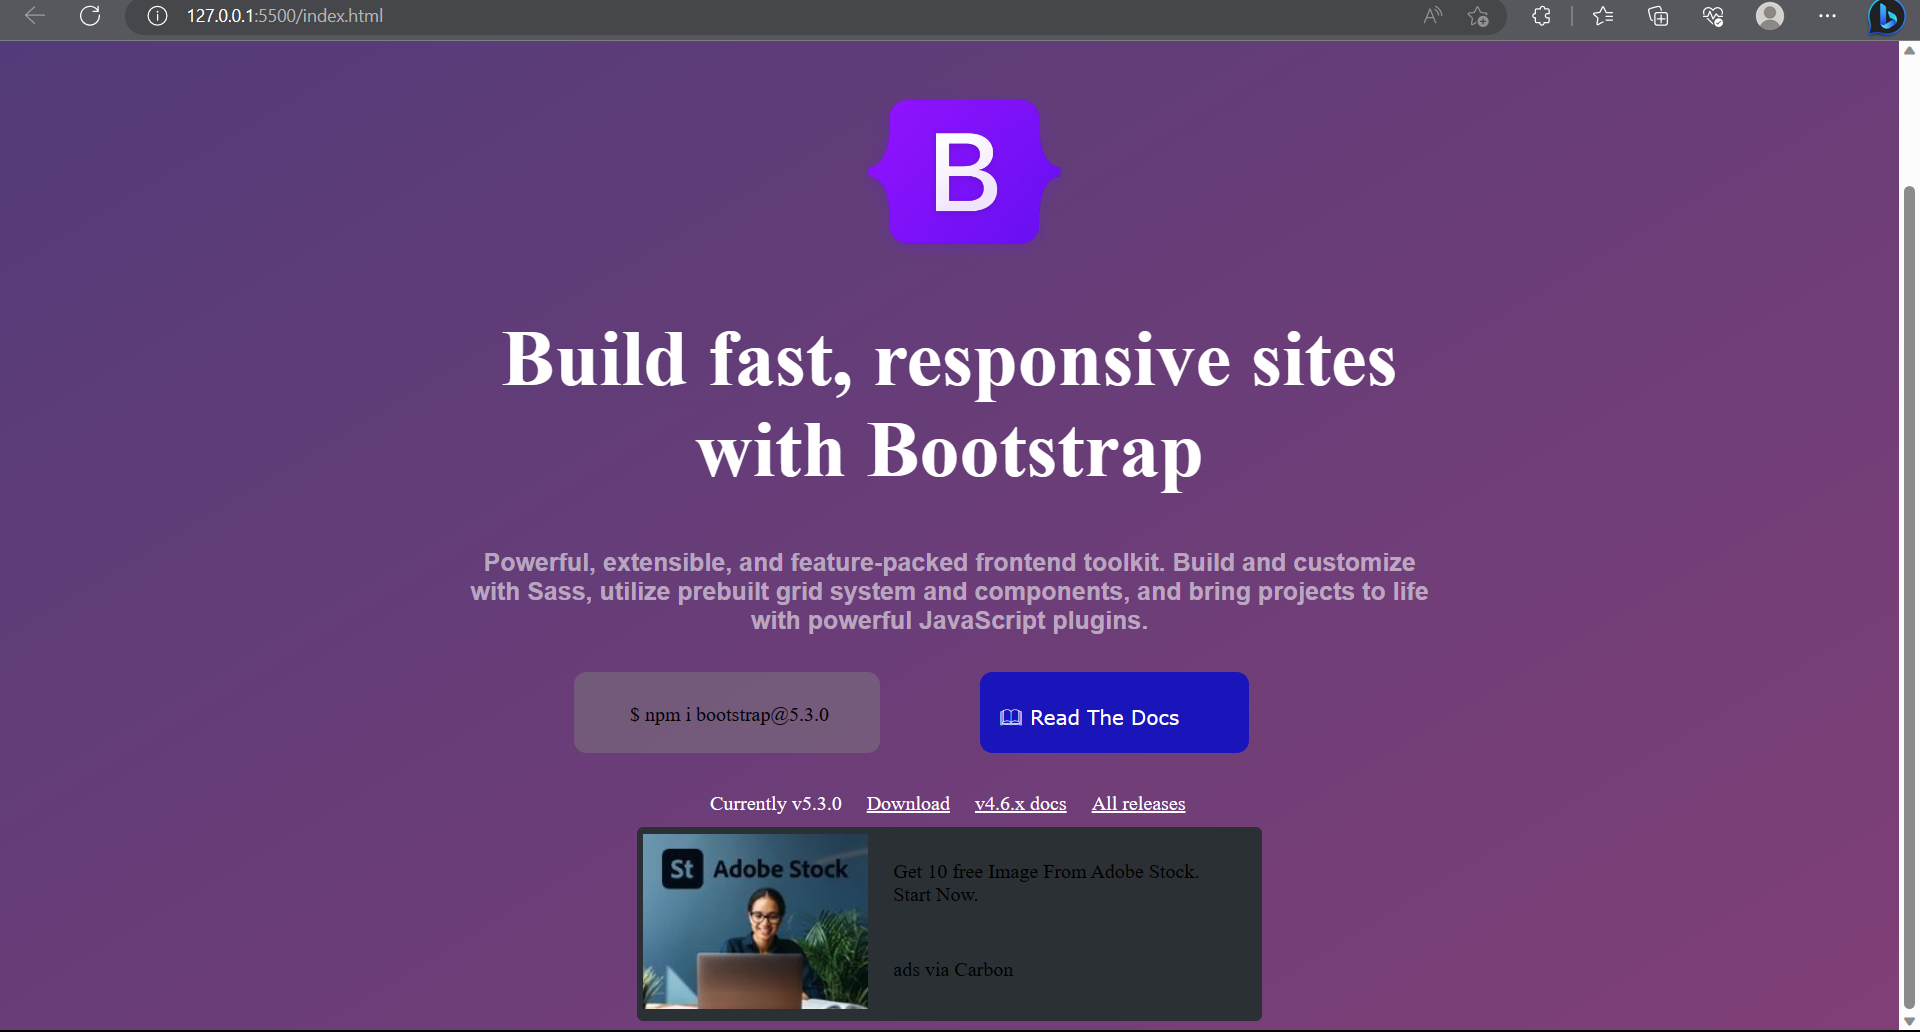 127.0.0.1:5500/index.html
B
Build fast, responsive sites
with Bootstrap
Powerful, extensible, and feature-packed frontend toolkit. Build and customize
with Sass, utilize prebuilt grid system and components, and bring projects to life
with powerful JavaScript plugins.
$ npm i bootstrap@5.3.0
Read The Docs
Currently v5.3.0 Download v4.6.x docs All releases
St Adobe Stock
Get 10 free Image From Adobe Stock.
Start Now.
ads via Carbon